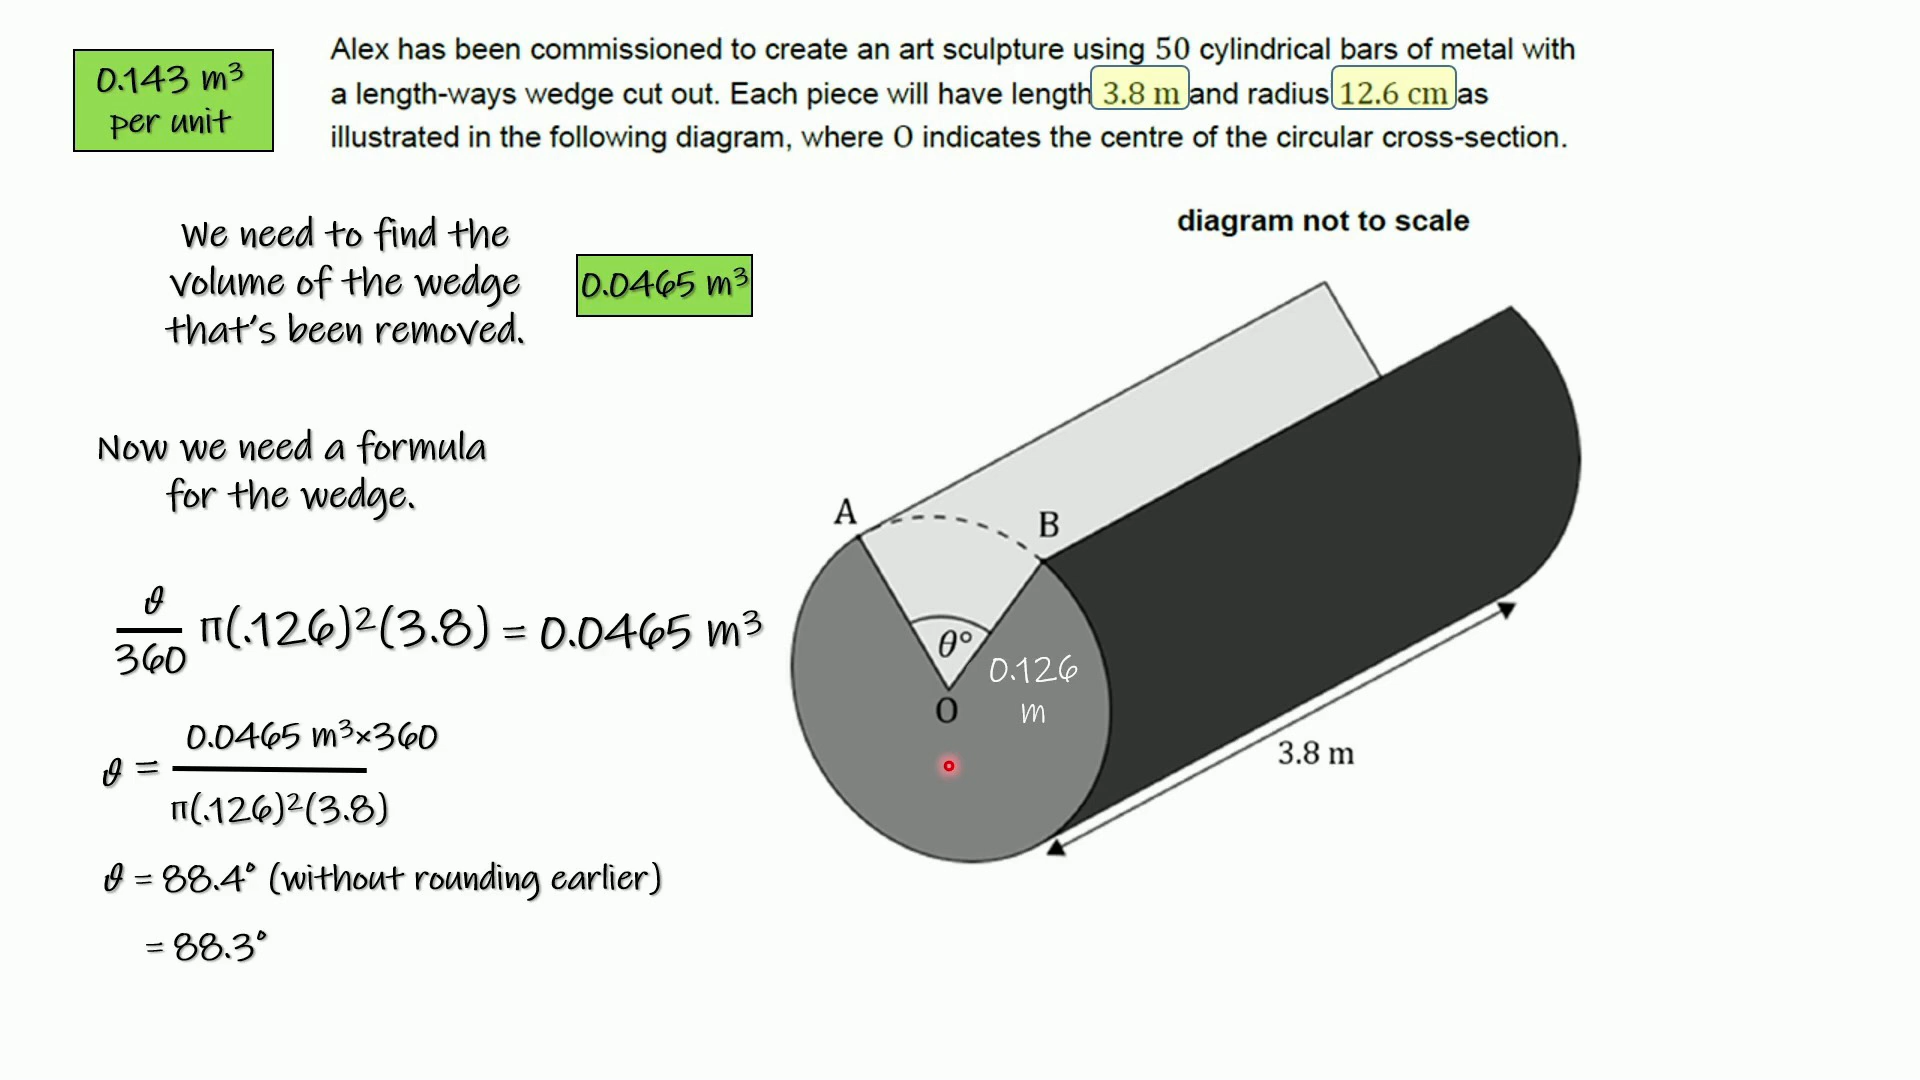 0.143 m³
per unit
Alex has been commissioned to create an art sculpture using 50 cylindrical bars of metal with
a length-ways wedge cut out. Each piece will have length 3.8 m and radius 12.6 cm as
illustrated in the following diagram, where O indicates the centre of the circular cross-section.
We need to find the
volume of the wedge
that's been removed.
0.0465 m³
Now we need a formula
for the wedge.
ϑ/360 π(.126)²(3.8) = 0.0465 m³
ϑ = 0.0465 m³×360
π(.126)²(3.8)
ϑ = 88.4° (without rounding earlier)
= 88.3°
diagram not to scale
A
B
θ°
0.126
m
O
3.8 m